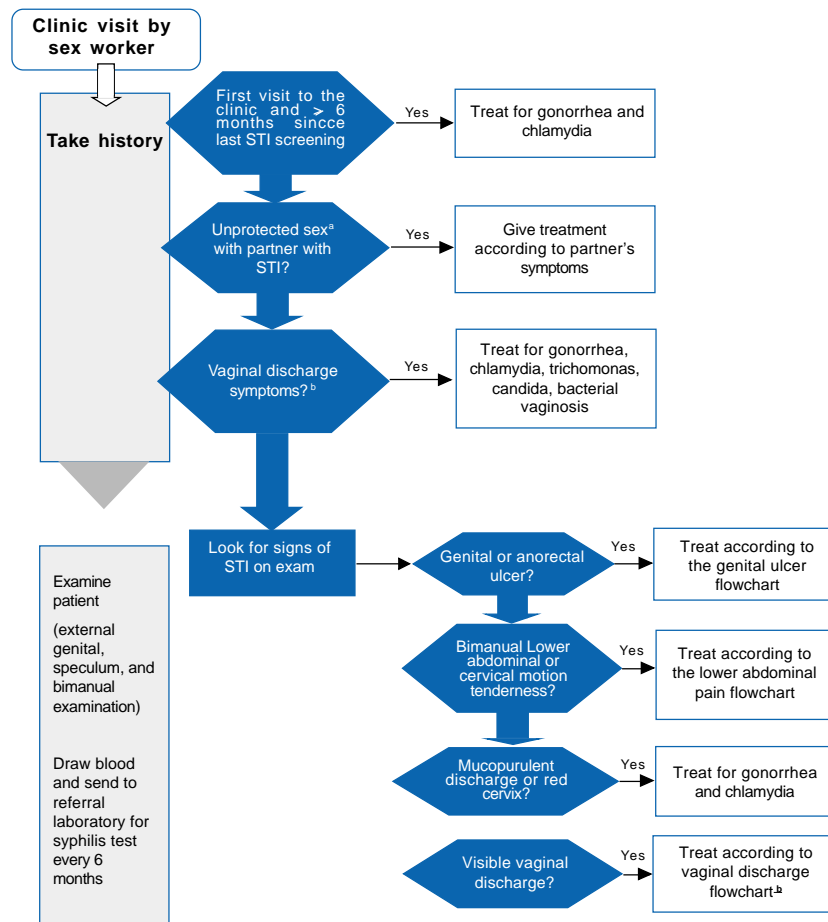 Clinic visit by
sex worker
Take history
First visit to the
clinic and > 6
months sincce
last STI screening
Yes
Treat for gonorrhea and
chlamydia
Unprotected sexᵃ
with partner with
STI?
Yes
Give treatment
according to partner's
symptoms
Vaginal discharge
symptoms? ᵇ
Yes
Treat for gonorrhea,
chlamydia, trichomonas,
candida, bacterial
vaginosis
Examine
patient
(external
genital,
speculum, and
bimanual
examination)
Draw blood
and send to
referral
laboratory for
syphilis test
every 6
months
Look for signs of
STI on exam
Genital or anorectal
ulcer?
Yes
Treat according to
the genital ulcer
flowchart
Bimanual Lower
abdominal or
cervical motion
tenderness?
Yes
Treat according to
the lower abdominal
pain flowchart
Mucopurulent
discharge or red
cervix?
Yes
Treat for gonorrhea
and chlamydia
Visible vaginal
discharge?
Yes
Treat according to
vaginal discharge
flowchartᵇ